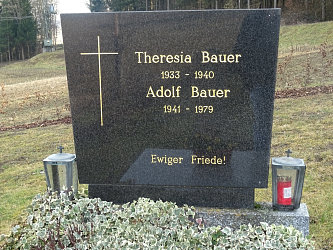 Theresia Bauer
1933 - 1940
Adolf Bauer
1941 - 1979
Ewiger Friede!